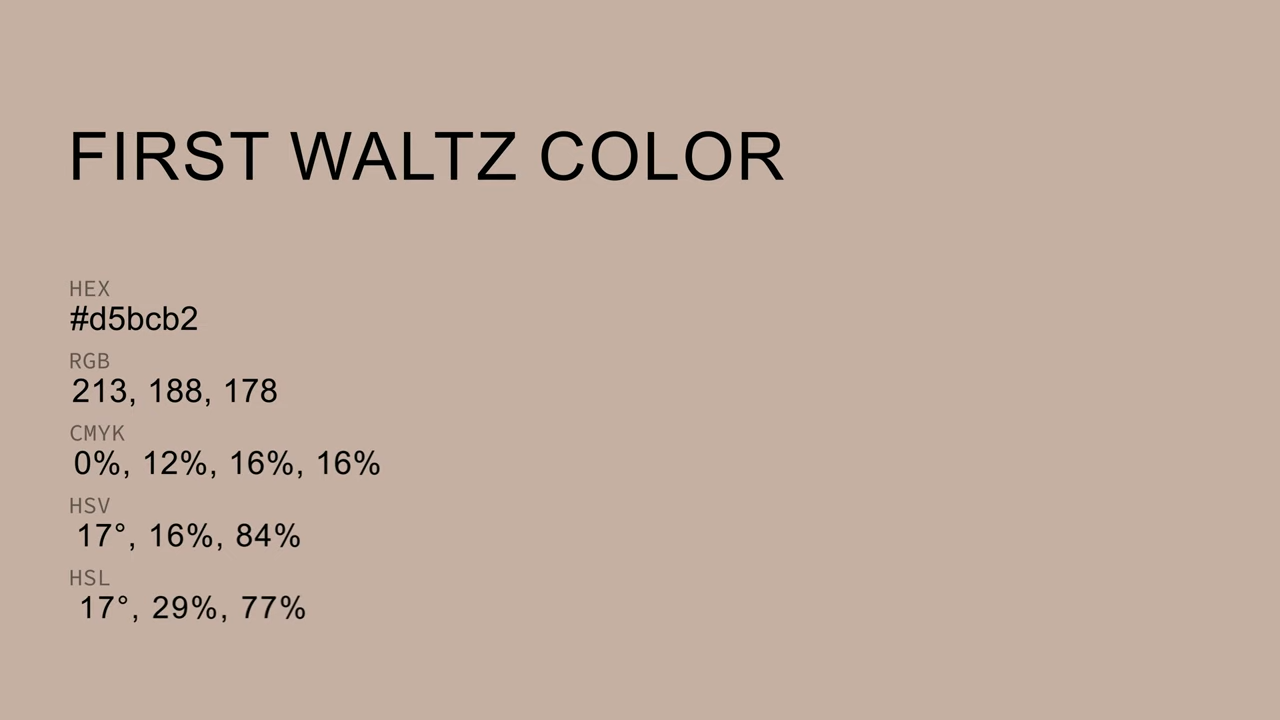 FIRST WALTZ COLOR
HEX
#d5bcb2
RGB
213, 188, 178
CMYK
0%, 12%, 16%, 16%
HSV
17°, 16%, 84%
HSL
17°, 29%, 77%